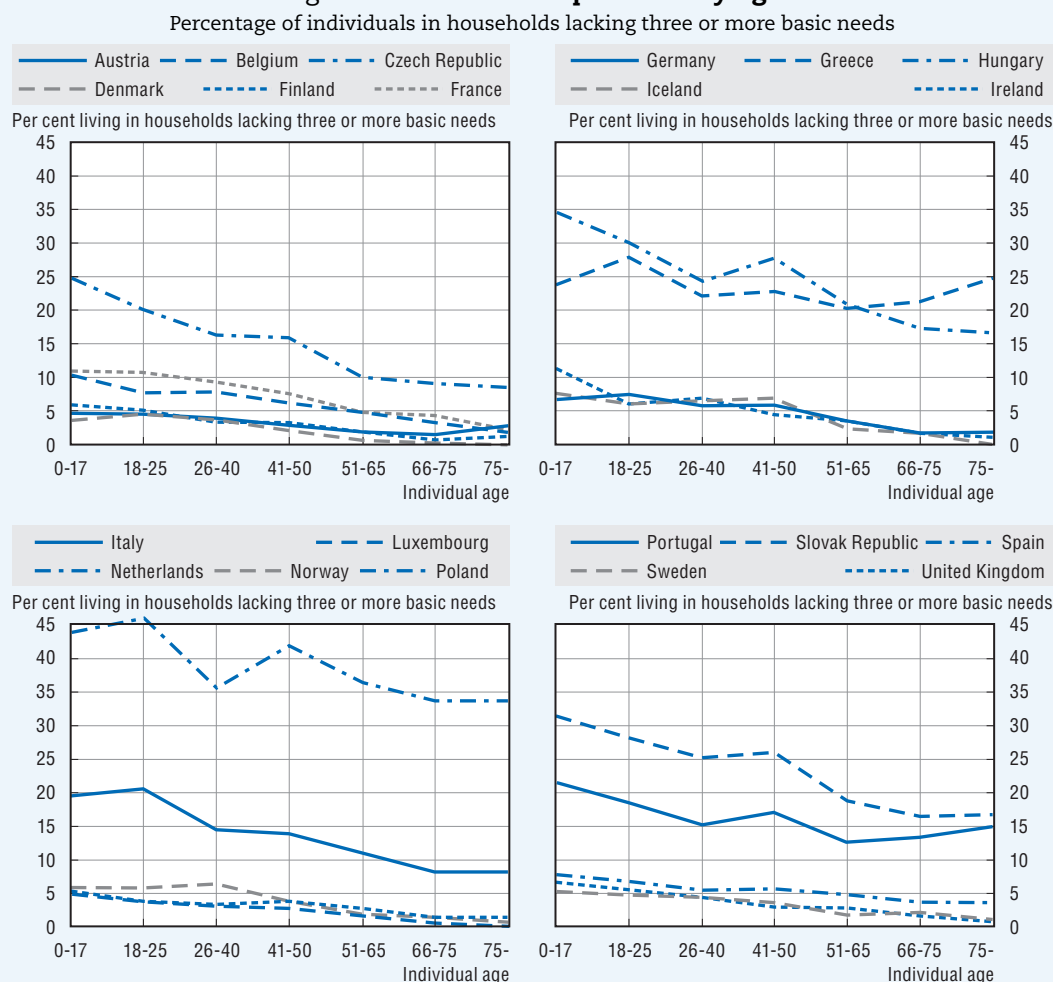 Percentage of individuals in households lacking three or more basic needs
Austria Belgium Czech Republic
Denmark Finland France
Per cent living in households lacking three or more basic needs
45
40
35
30
25
20
15
10
5
0
0-17 18-25 26-40 41-50 51-65 66-75 75-
Individual age
Germany Greece Hungary
Iceland Ireland
Per cent living in households lacking three or more basic needs
45
40
35
30
25
20
15
10
5
0
0-17 18-25 26-40 41-50 51-65 66-75 75-
Individual age
Italy Luxembourg
Netherlands Norway Poland
Per cent living in households lacking three or more basic needs
45
40
35
30
25
20
15
10
5
0
0-17 18-25 26-40 41-50 51-65 66-75 75-
Individual age
Portugal Slovak Republic Spain
Sweden United Kingdom
Per cent living in households lacking three or more basic needs
45
40
35
30
25
20
15
10
5
0
0-17 18-25 26-40 41-50 51-65 66-75 75-
Individual age